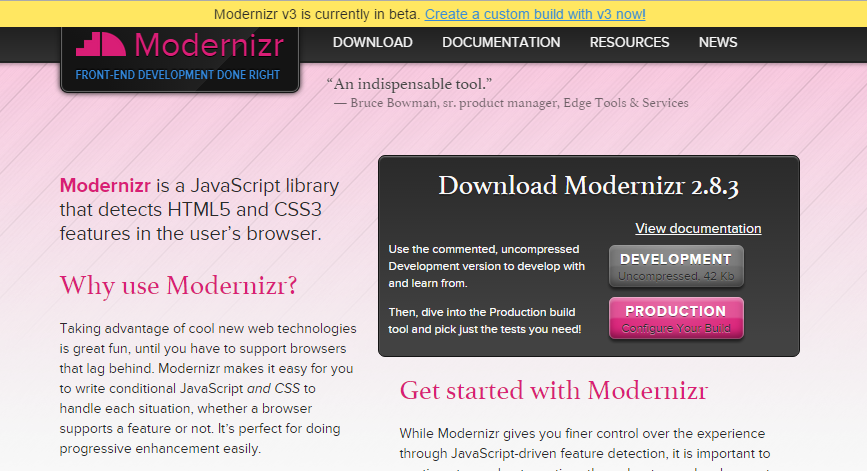 Modernizr v3 is currently in beta. Create a custom build with v3 now!
Modernizr
FRONT-END DEVELOPMENT DONE RIGHT
DOWNLOAD DOCUMENTATION RESOURCES NEWS
“An indispensable tool.”
— Bruce Bowman, sr. product manager, Edge Tools & Services
Modernizr is a JavaScript library
that detects HTML5 and CSS3
features in the user’s browser.
Why use Modernizr?
Taking advantage of cool new web technologies
is great fun, until you have to support browsers
that lag behind. Modernizr makes it easy for you
to write conditional JavaScript and CSS to
handle each situation, whether a browser
supports a feature or not. It’s perfect for doing
progressive enhancement easily.
Download Modernizr 2.8.3
View documentation
Use the commented, uncompressed
Development version to develop with
and learn from.
DEVELOPMENT
Uncompressed, 42 Kb
Then, dive into the Production build
tool and pick just the tests you need!
PRODUCTION
Configure Your Build
Get started with Modernizr
While Modernizr gives you finer control over the experience
through JavaScript-driven feature detection, it is important to